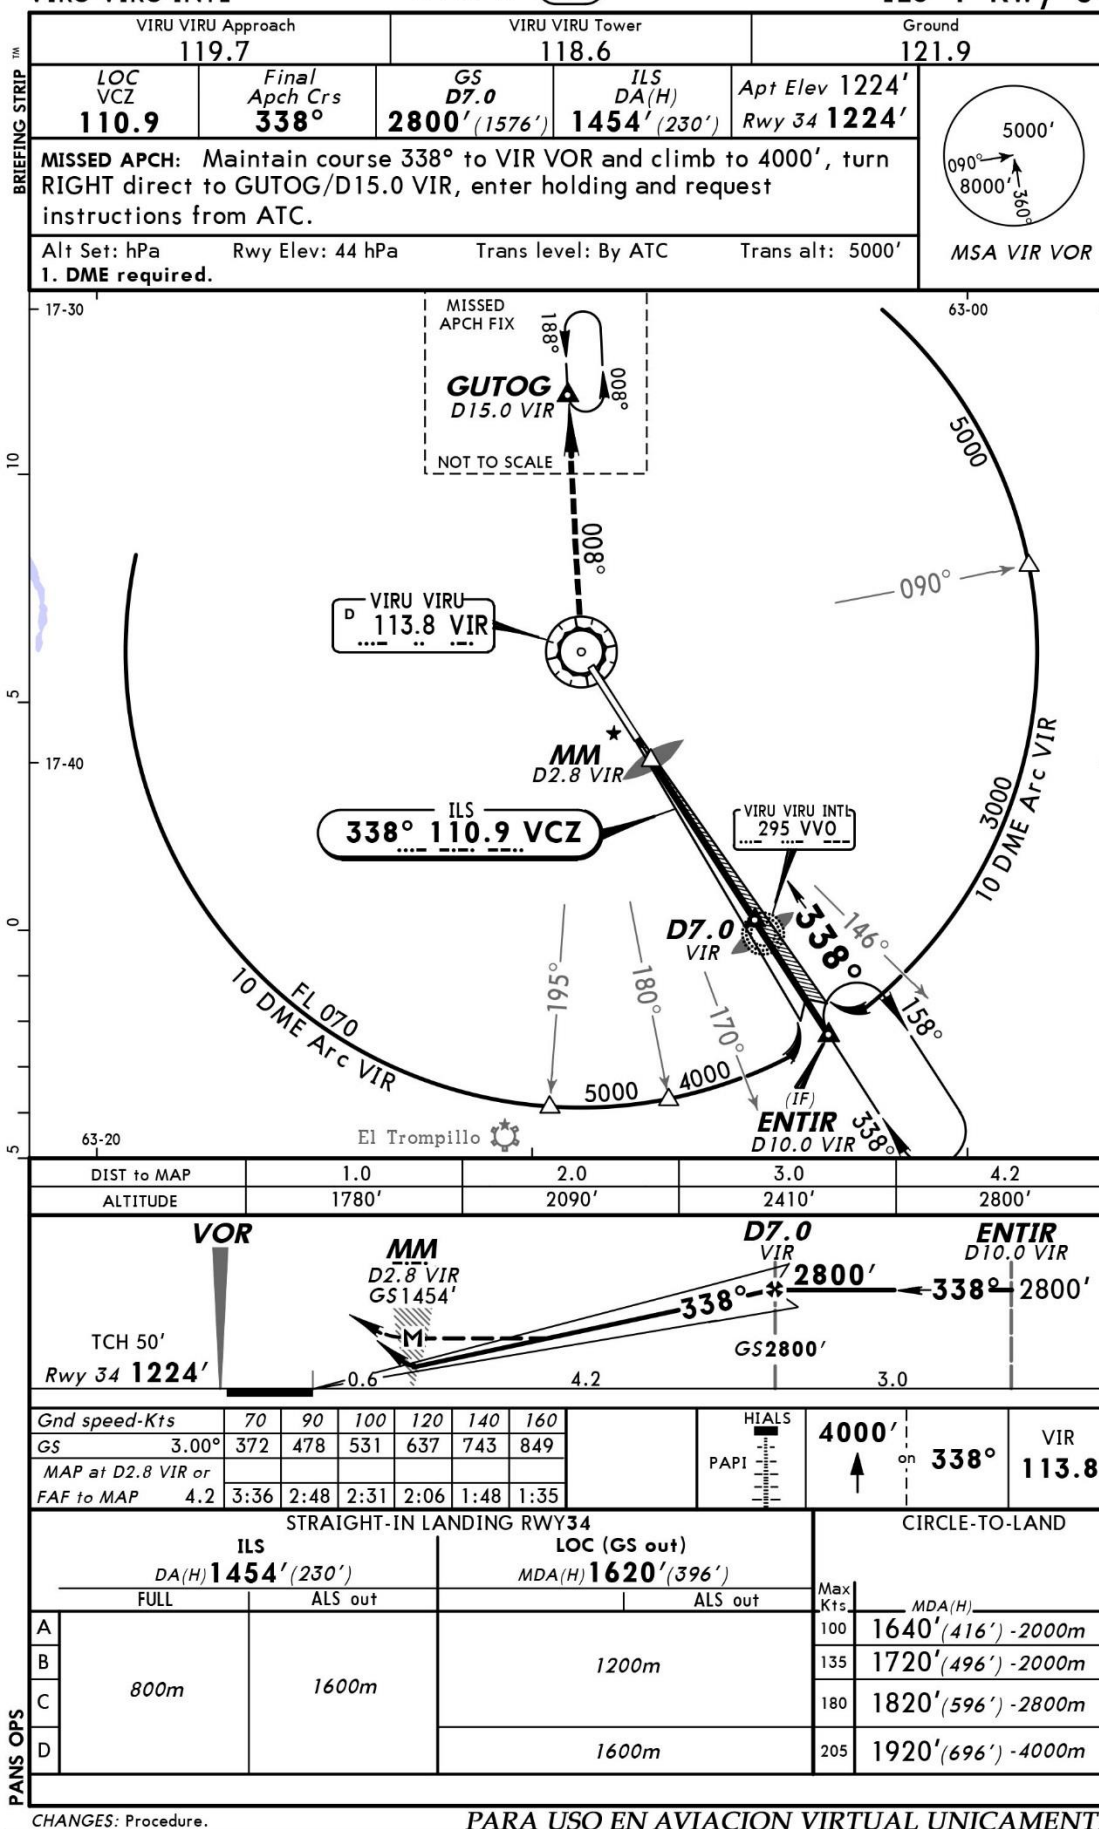 VIRU VIRU INTL
VIRU VIRU Approach
119.7
VIRU VIRU Tower
118.6
Ground
121.9
BRIEFING STRIP ™
LOC
VCZ
110.9
Final
Apch Crs
338°
GS
D7.0
2800'(1576')
ILS
DA(H)
1454'(230')
Apt Elev 1224'
Rwy 34 1224'
MISSED APCH: Maintain course 338° to VIR VOR and climb to 4000', turn
RIGHT direct to GUTOG/D15.0 VIR, enter holding and request
instructions from ATC.
Alt Set: hPa Rwy Elev: 44 hPa Trans level: By ATC Trans alt: 5000'
1. DME required.
5000'
090°
8000'
360°
MSA VIR VOR
17-30
63-00
MISSED
APCH FIX
188°
008°
GUTOG
D15.0 VIR
NOT TO SCALE
008°
5000
090°
10
VIRU VIRU
D 113.8 VIR
5
17-40
MM
D2.8 VIR
ILS
338° 110.9 VCZ
VIRU VIRU INTL
295 VVO
3000
10 DME Arc VIR
0
D7.0
VIR
338°
146°
158°
195°
180°
170°
FL 070
10 DME Arc VIR
5000
4000
(IF)
ENTIR
D10.0 VIR
338°
El Trompillo
5
63-20
DIST to MAP 1.0 2.0 3.0 4.2
ALTITUDE 1780' 2090' 2410' 2800'
VOR
MM
D2.8 VIR
GS1454'
D7.0
VIR
ENTIR
D10.0 VIR
2800'
338°
338°
2800'
M
GS2800'
TCH 50'
Rwy 34 1224'
0.6
4.2
3.0
Gnd speed-Kts 70 90 100 120 140 160
GS 3.00° 372 478 531 637 743 849
MAP at D2.8 VIR or
FAF to MAP 4.2 3:36 2:48 2:31 2:06 1:48 1:35
HIALS
PAPI
4000'
on
338°
VIR
113.8
STRAIGHT-IN LANDING RWY34
CIRCLE-TO-LAND
ILS
DA(H) 1454'(230')
LOC (GS out)
MDA(H) 1620'(396')
FULL
ALS out
ALS out
Max
Kts
MDA(H)
A
B
C
D
800m
1600m
1200m
1600m
100 1640'(416') -2000m
135 1720'(496') -2000m
180 1820'(596') -2800m
205 1920'(696') -4000m
PANS OPS
CHANGES: Procedure.
PARA USO EN AVIACION VIRTUAL UNICAMENT